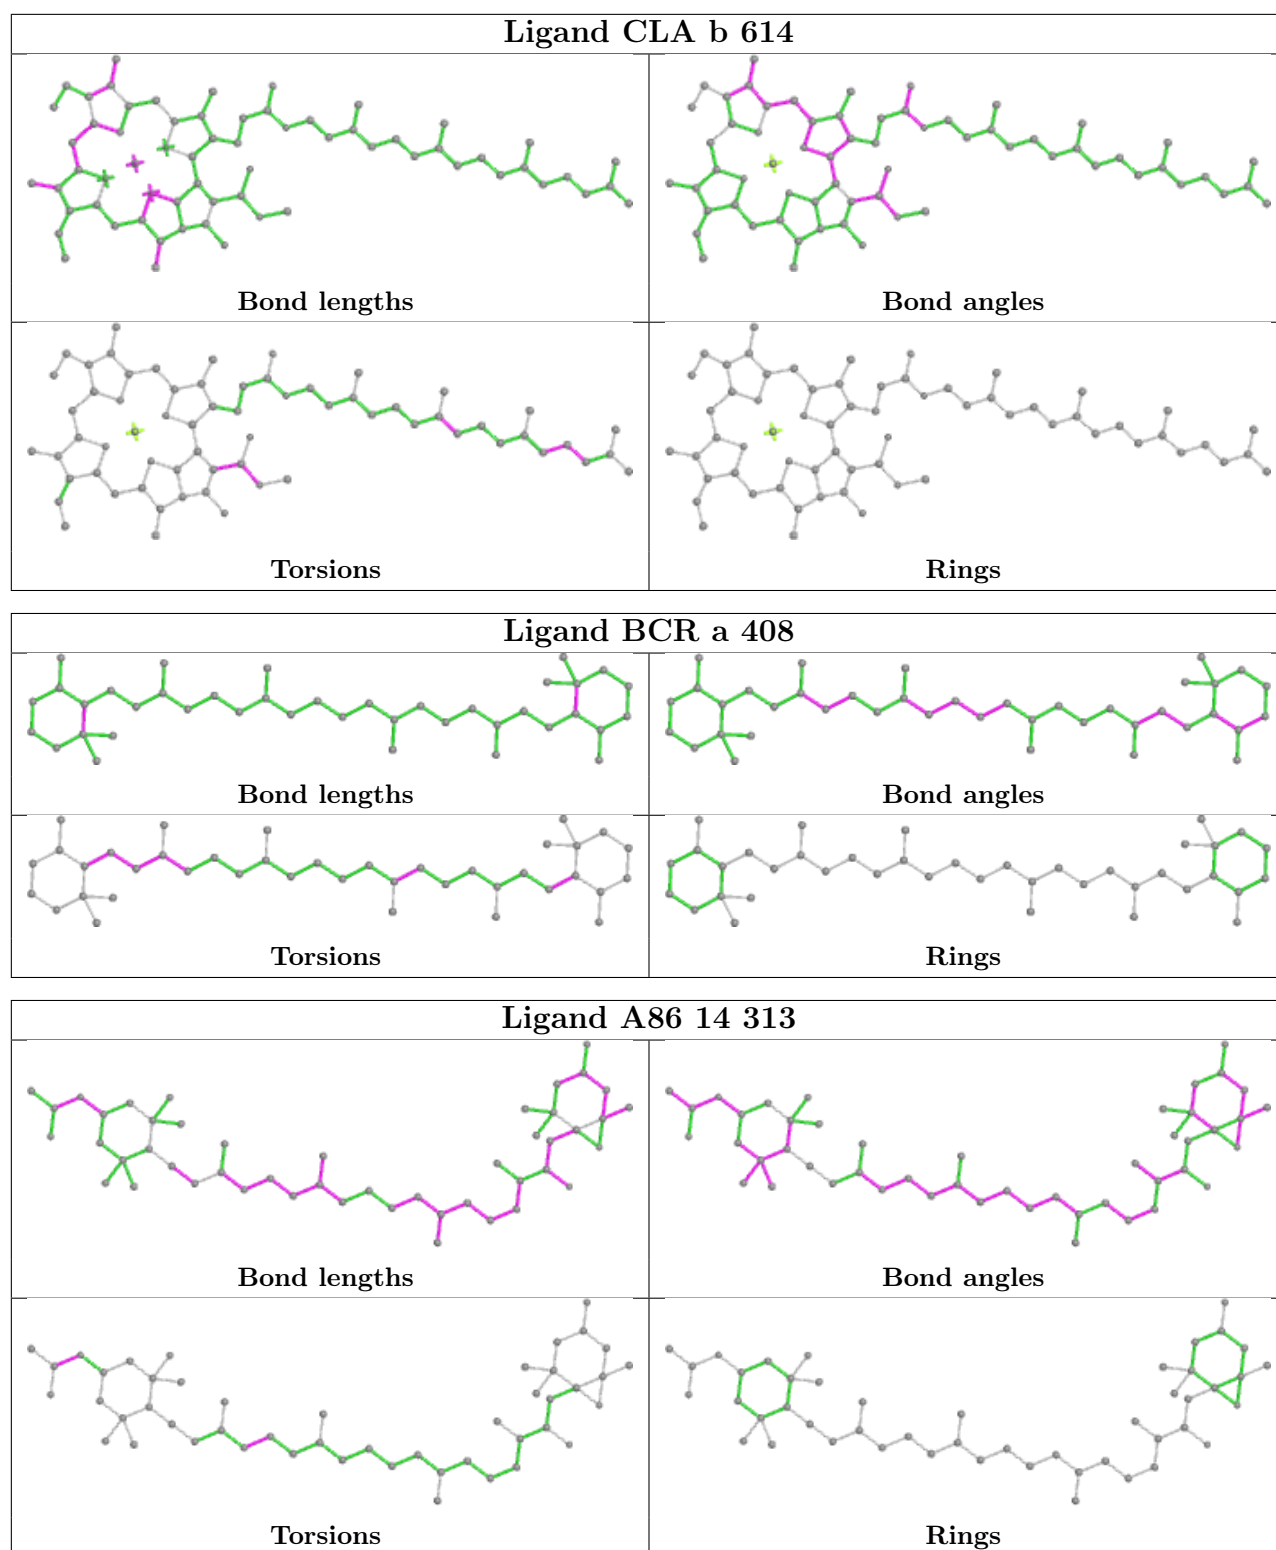 Ligand CLA b 614
Bond lengths
Bond angles
Torsions
Rings
Ligand BCR a 408
Bond lengths
Bond angles
Torsions
Rings
Ligand A86 14 313
Bond lengths
Bond angles
Torsions
Rings